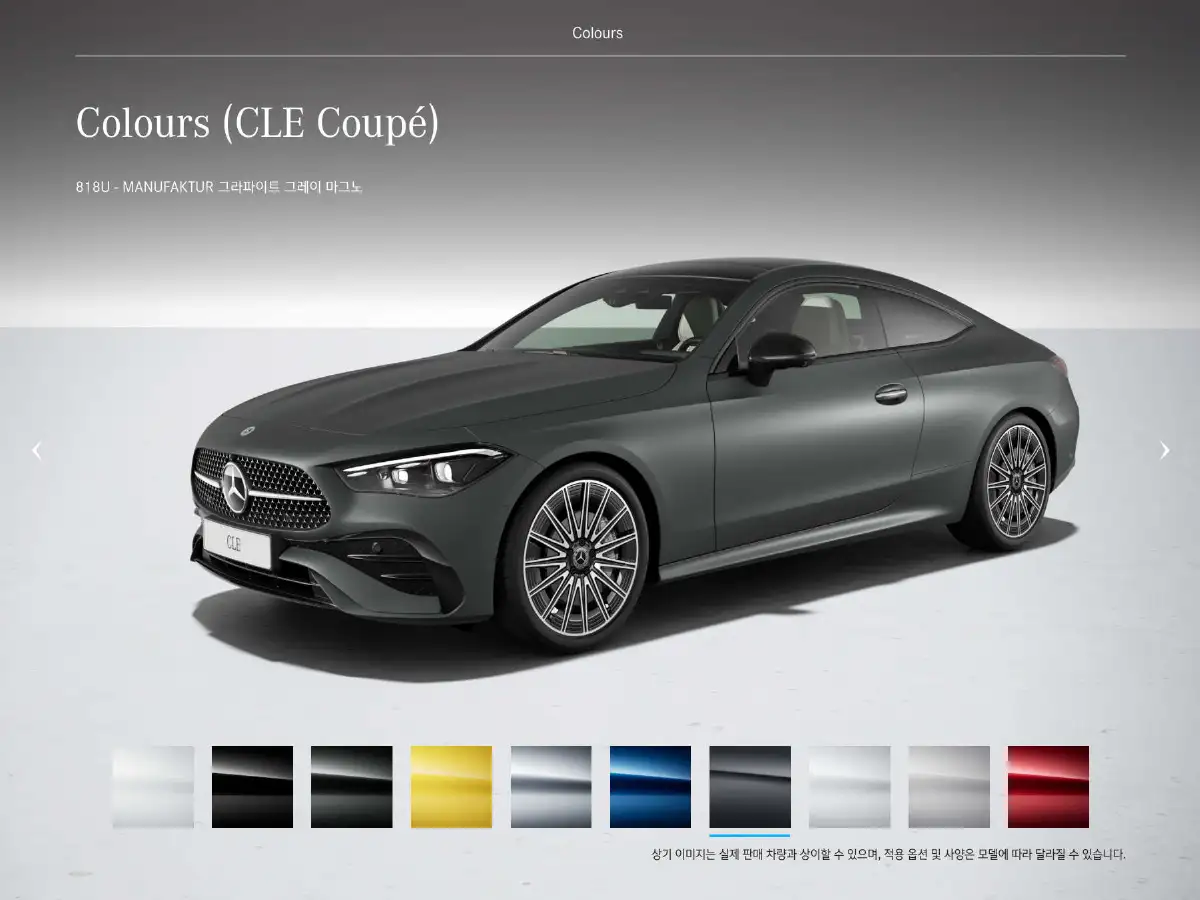 Colours
Colours (CLE Coupé)
818U - MANUFAKTUR 그라파이트 그레이 마그노
CLE
상기 이미지는 실제 판매 차량과 상이할 수 있으며, 적용 옵션 및 사양은 모델에 따라 달라질 수 있습니다.